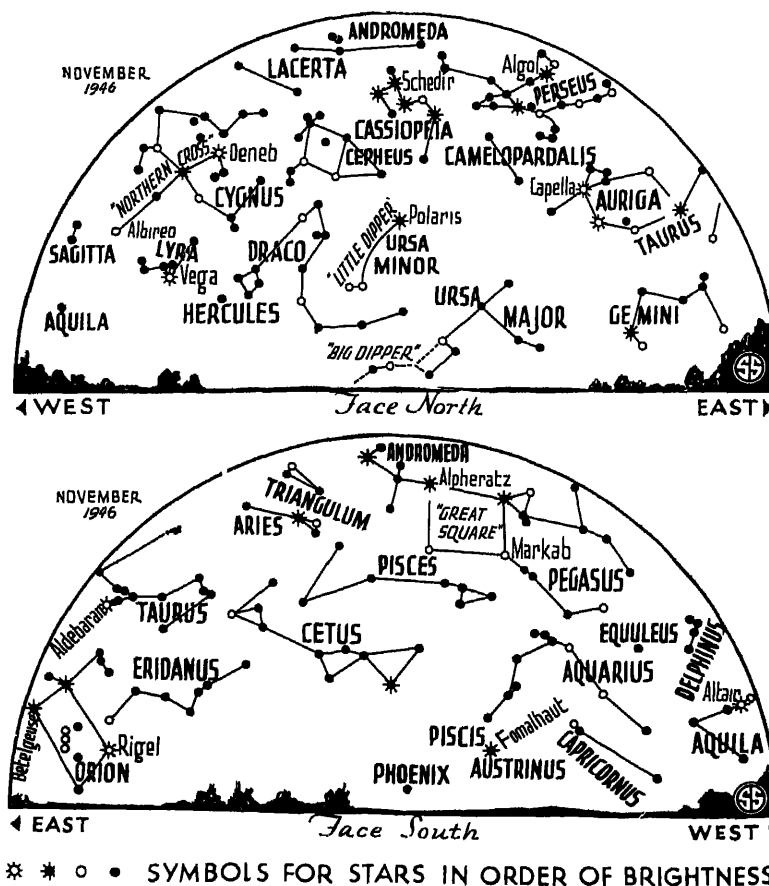 ANDROMEDA
NOVEMBER
1946
LACERTA
Schedir
Algol
PERSEUS
CASSIOPEIA
CEPHEUS
CAMELOPARDALIS
"NORTHERN CROSS"
Deneb
CYGNUS
Capella
AURIGA
TAURUS
Albireo
SAGITTA
LYRA
Vega
DRACO
"LITTLE DIPPER"
Polaris
URSA
MINOR
HERCULES
AQUILA
URSA
MAJOR
GEMINI
"BIG DIPPER"
SS
WEST
Face North
EAST
NOVEMBER
1946
ANDROMEDA
Alpheratz
TRIANGULUM
ARIES
"GREAT
SQUARE"
Markab
PISCES
PEGASUS
Aldebaran
TAURUS
CETUS
EQUULEUS
DELPHINUS
ERIDANUS
AQUARIUS
Altair
AQUILA
Betelgeuse
Rigel
ORION
PISCIS
Fomalhaut
AUSTRINUS
CAPRICORNUS
PHOENIX
SS
EAST
Face South
WEST
SYMBOLS FOR STARS IN ORDER OF BRIGHTNESS